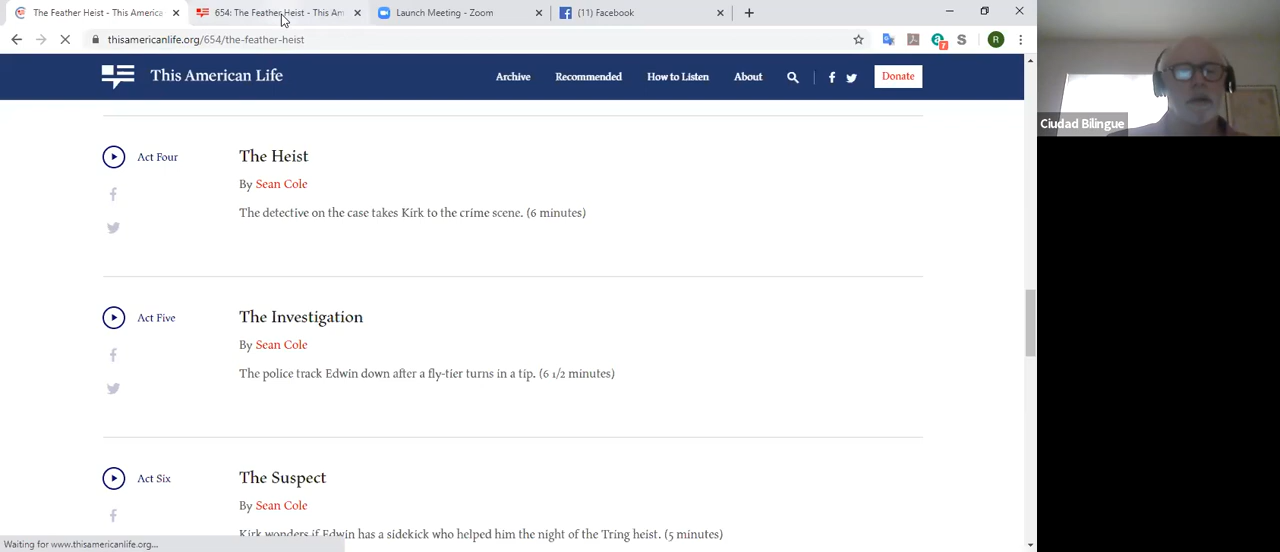 The Feather Heist - This America
654: The Feather Heist - This Am
Launch Meeting - Zoom
(11) Facebook
thisamericanlife.org/654/the-feather-heist
7
R
This American Life
Archive
Recommended
How to Listen
About
Donate
Ciudad Bilingue
Act Four
The Heist
By Sean Cole
The detective on the case takes Kirk to the crime scene. (6 minutes)
Act Five
The Investigation
By Sean Cole
The police track Edwin down after a fly-tier turns in a tip. (6 1/2 minutes)
Act Six
The Suspect
By Sean Cole
Kirk wonders if Edwin has a sidekick who helped him the night of the Tring heist. (5 minutes)
Waiting for www.thisamericanlife.org...